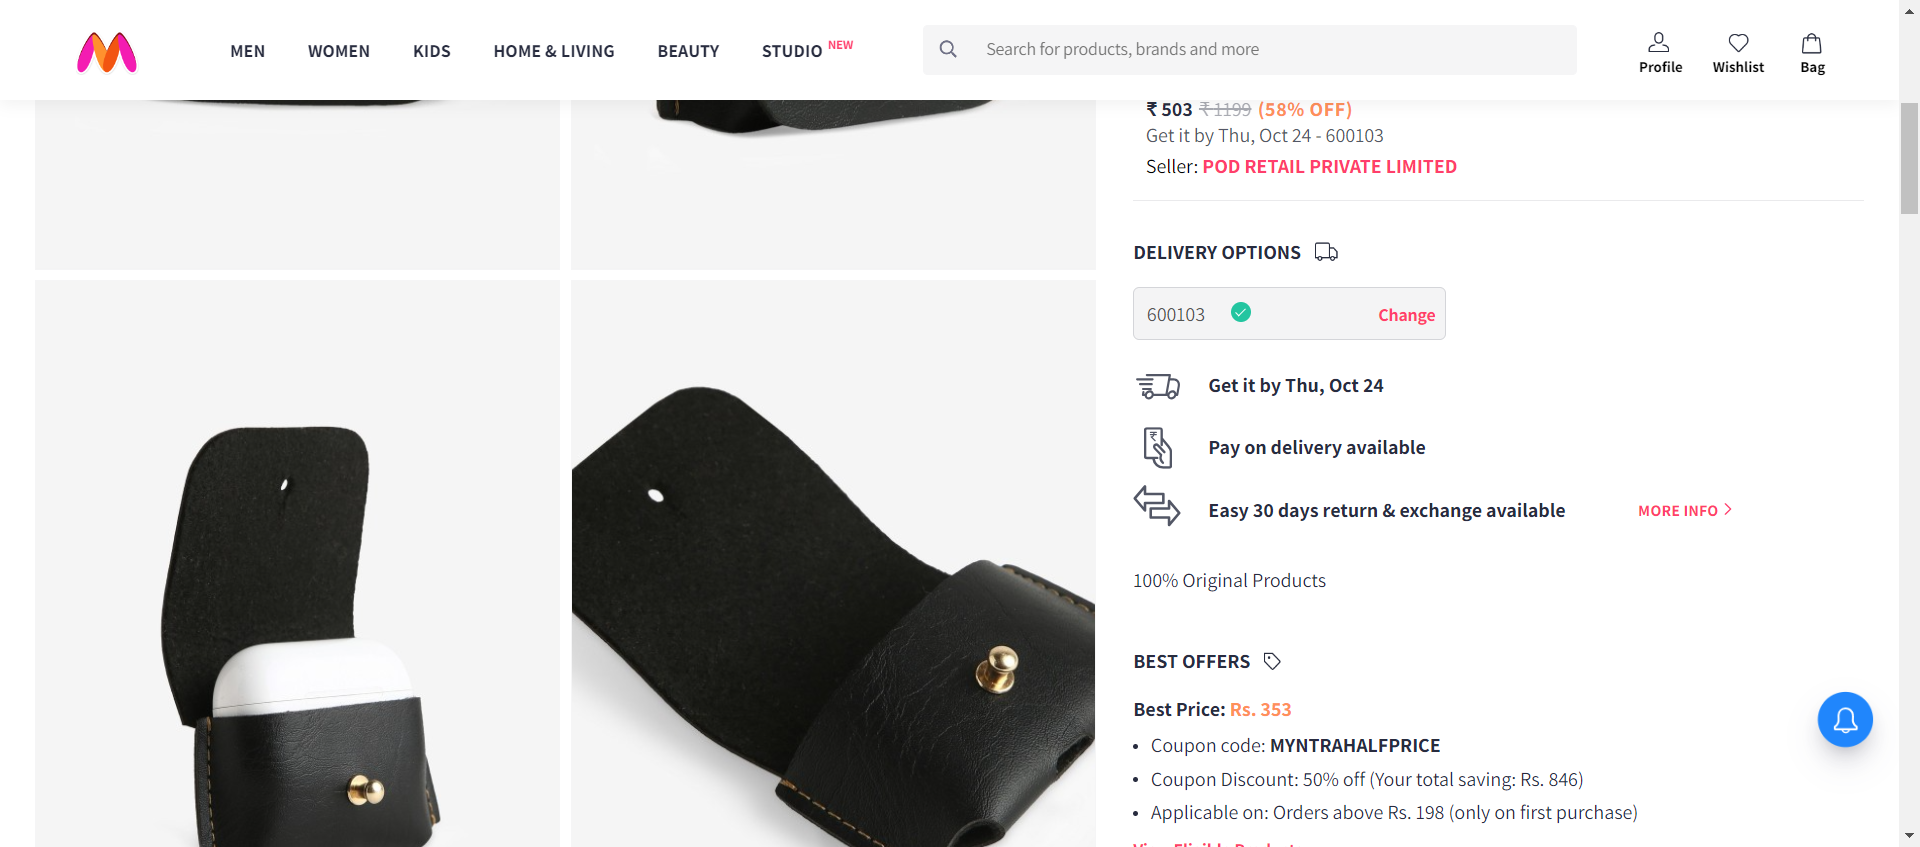 MEN WOMEN KIDS HOME & LIVING BEAUTY STUDIO NEW Search for products, brands and more Profile Wishlist Bag
₹ 503 ₹ 1199 (58% OFF)
Get it by Thu, Oct 24 - 600103
Seller: POD RETAIL PRIVATE LIMITED
DELIVERY OPTIONS
600103 Change
Get it by Thu, Oct 24
Pay on delivery available
Easy 30 days return & exchange available MORE INFO
100% Original Products
BEST OFFERS
Best Price: Rs. 353
• Coupon code: MYNTRAHALFPRICE
• Coupon Discount: 50% off (Your total saving: Rs. 846)
• Applicable on: Orders above Rs. 198 (only on first purchase)